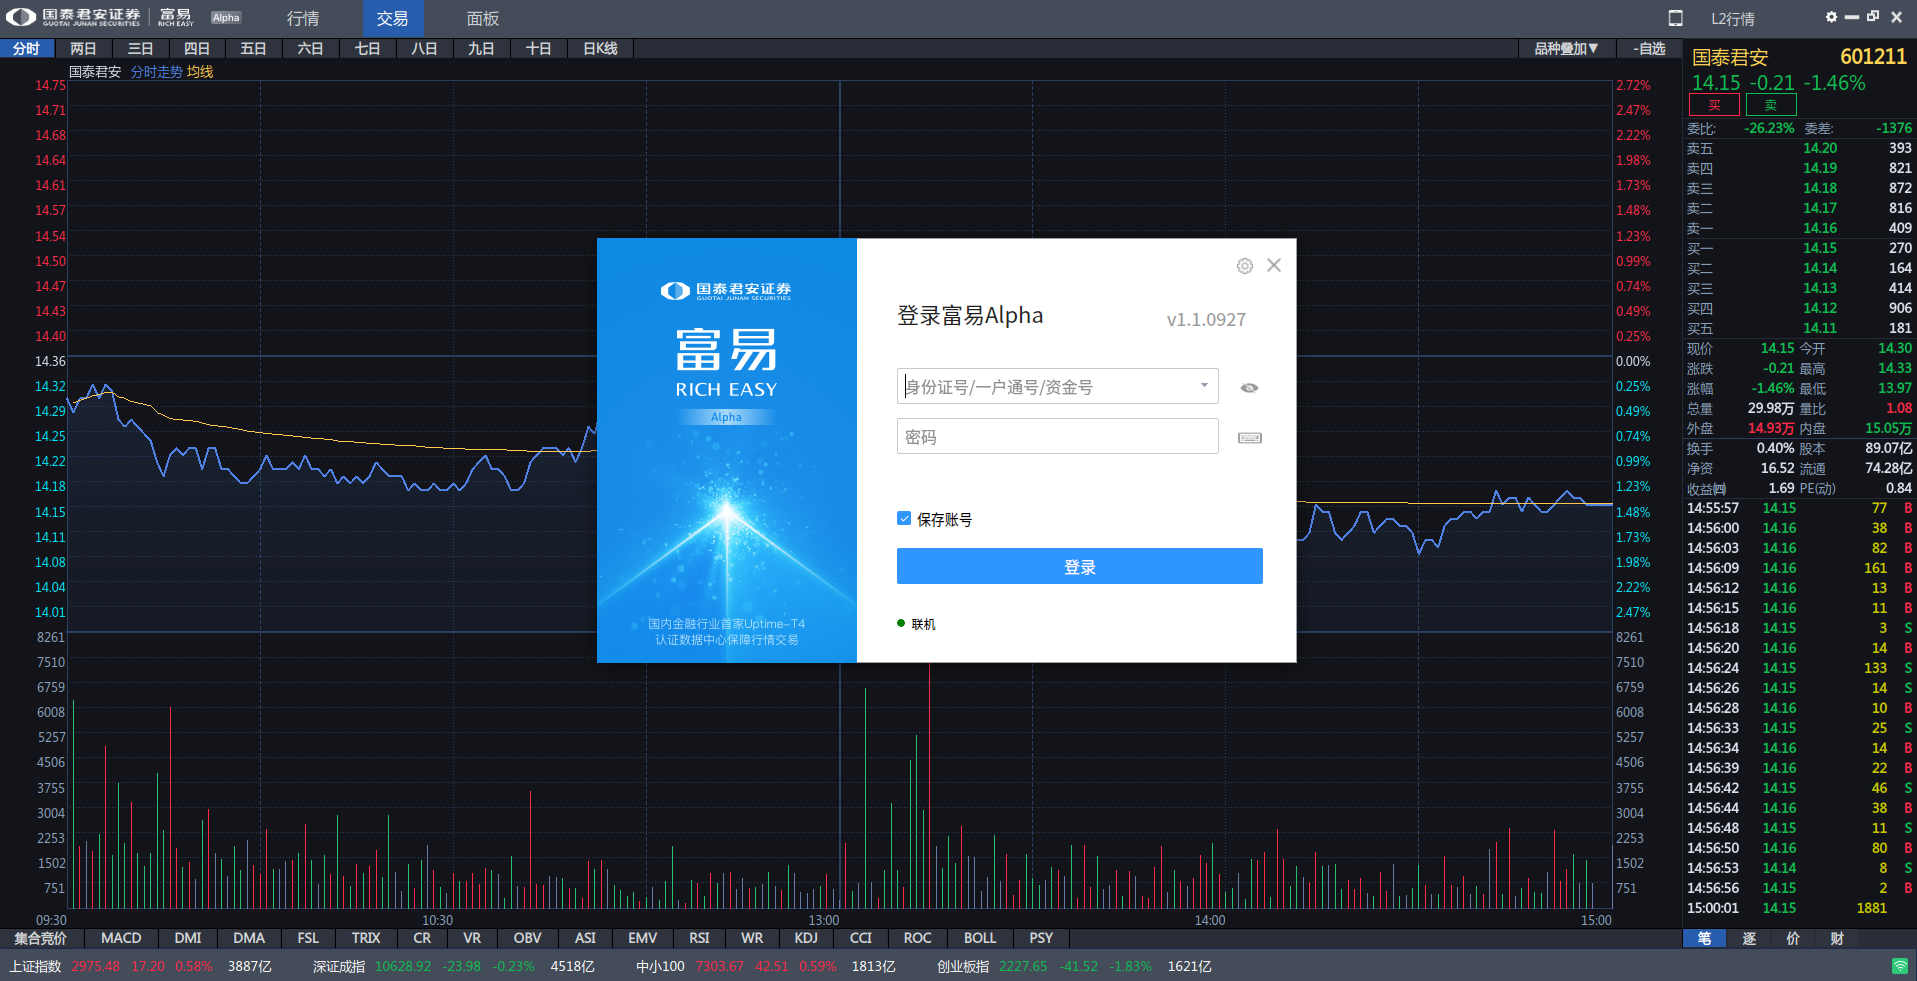 国泰君安证券 GUOTAI JUNAN SECURITIES 富易 RICH EASY Alpha 行情 交易 面板 L2行情
分时 两日 三日 四日 五日 六日 七日 八日 九日 十日 日K线 品种叠加▼ -自选
国泰君安 分时走势 均线
14.75 2.72%
14.71 2.47%
14.68 2.22%
14.64 1.98%
14.61 1.73%
14.57 1.48%
14.54 1.23%
14.50 0.99%
14.47 0.74%
14.43 0.49%
14.40 0.25%
14.36 0.00%
14.32 0.25%
14.29 0.49%
14.25 0.74%
14.22 0.99%
14.18 1.23%
14.15 1.48%
14.11 1.73%
14.08 1.98%
14.04 2.22%
14.01 2.47%
8261 8261
7510 7510
6759 6759
6008 6008
5257 5257
4506 4506
3755 3755
3004 3004
2253 2253
1502 1502
751 751
09:30 10:30 13:00 14:00 15:00
国泰君安证券
GUOTAI JUNAN SECURITIES
富易
RICH EASY
Alpha
国内金融行业首家Uptime-T4
认证数据中心保障行情交易
登录富易Alpha v1.1.0927
身份证号/一户通号/资金号
密码
保存账号
登录
联机
国泰君安 601211
14.15 -0.21 -1.46%
买 卖
委比: -26.23% 委差: -1376
卖五 14.20 393
卖四 14.19 821
卖三 14.18 872
卖二 14.17 816
卖一 14.16 409
买一 14.15 270
买二 14.14 164
买三 14.13 414
买四 14.12 906
买五 14.11 181
现价 14.15 今开 14.30
涨跌 -0.21 最高 14.33
涨幅 -1.46% 最低 13.97
总量 29.98万 量比 1.08
外盘 14.93万 内盘 15.05万
换手 0.40% 股本 89.07亿
净资 16.52 流通 74.28亿
收益㈣ 1.69 PE(动) 0.84
14:55:57 14.15 77 B
14:56:00 14.16 38 B
14:56:03 14.16 82 B
14:56:09 14.16 161 B
14:56:12 14.16 13 B
14:56:15 14.16 11 B
14:56:18 14.15 3 S
14:56:20 14.16 14 B
14:56:24 14.15 133 S
14:56:26 14.15 14 S
14:56:28 14.16 10 B
14:56:33 14.15 25 S
14:56:34 14.16 14 B
14:56:39 14.16 22 B
14:56:42 14.15 46 S
14:56:44 14.16 38 B
14:56:48 14.15 11 S
14:56:50 14.16 80 B
14:56:53 14.14 8 S
14:56:56 14.15 2 B
15:00:01 14.15 1881
集合竞价 MACD DMI DMA FSL TRIX CR VR OBV ASI EMV RSI WR KDJ CCI ROC BOLL PSY 笔 逐 价 财
上证指数 2975.48 17.20 0.58% 3887亿 深证成指 10628.92 -23.98 -0.23% 4518亿 中小100 7303.67 42.51 0.59% 1813亿 创业板指 2227.65 -41.52 -1.83% 1621亿